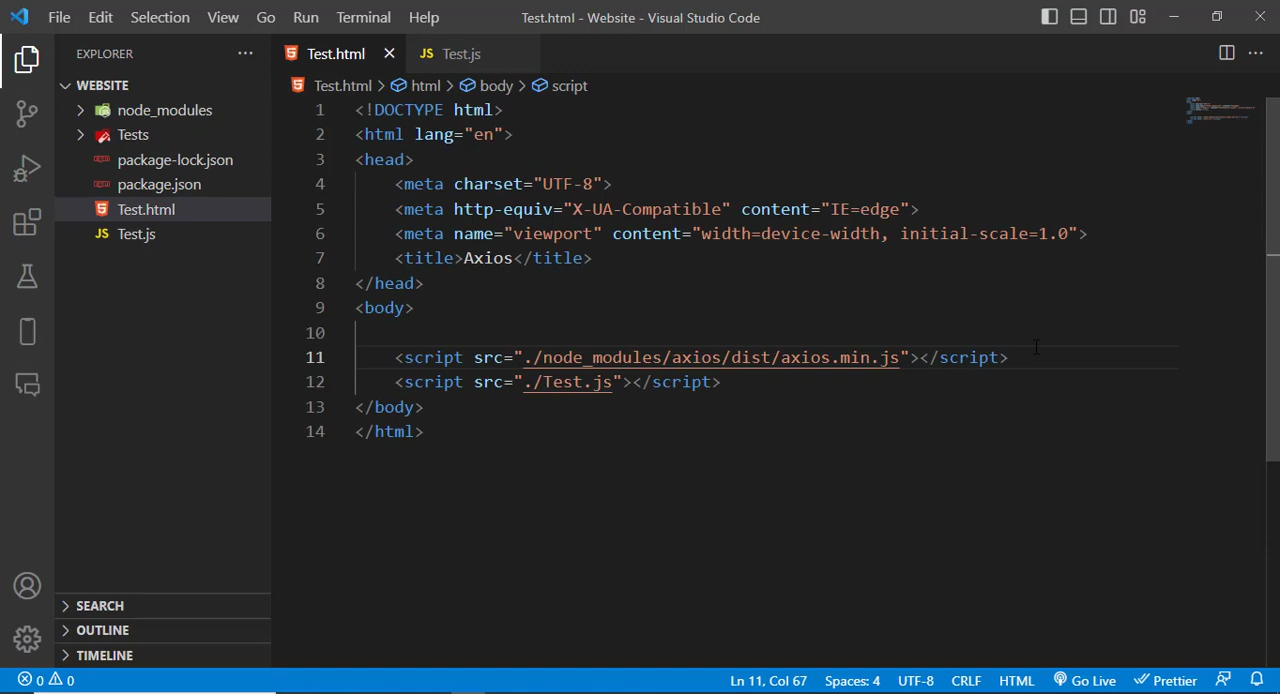 File Edit Selection View Go Run Terminal Help
Test.html - Website - Visual Studio Code
EXPLORER
WEBSITE
node_modules
Tests
package-lock.json
package.json
Test.html
JS Test.js
SEARCH
OUTLINE
TIMELINE
Test.html JS Test.js
Test.html > html > body > script
1 <!DOCTYPE html>
2 <html lang="en">
3 <head>
4     <meta charset="UTF-8">
5     <meta http-equiv="X-UA-Compatible" content="IE=edge">
6     <meta name="viewport" content="width=device-width, initial-scale=1.0">
7     <title>Axios</title>
8 </head>
9 <body>
10
11     <script src="./node_modules/axios/dist/axios.min.js"></script>
12     <script src="./Test.js"></script>
13 </body>
14 </html>
0 0 Ln 11, Col 67 Spaces: 4 UTF-8 CRLF HTML Go Live Prettier